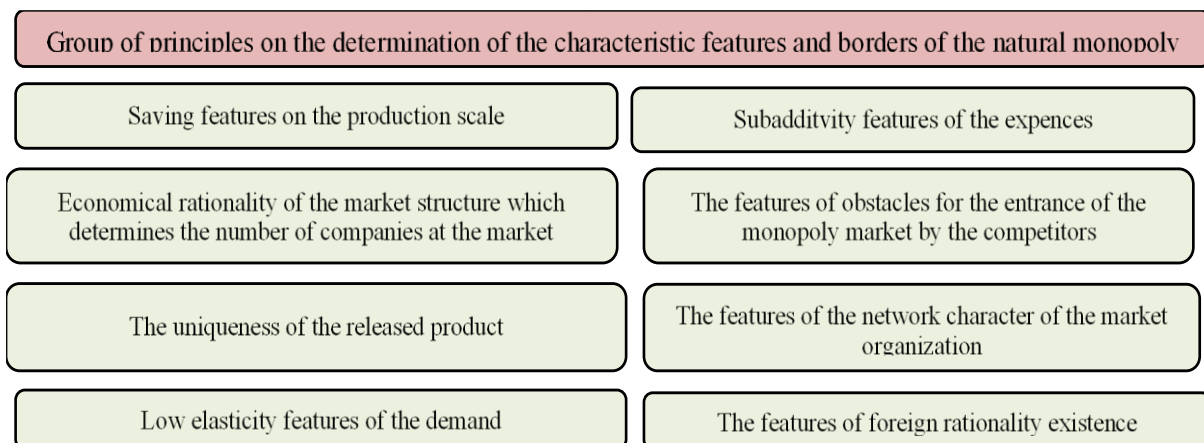 Group of principles on the determination of the characteristic features and borders of the natural monopoly
Saving features on the production scale
Subadditvity features of the expences
Economical rationality of the market structure which
determines the number of companies at the market
The features of obstacles for the entrance of the
monopoly market by the competitors
The uniqueness of the released product
The features of the network character of the market
organization
Low elasticity features of the demand
The features of foreign rationality existence